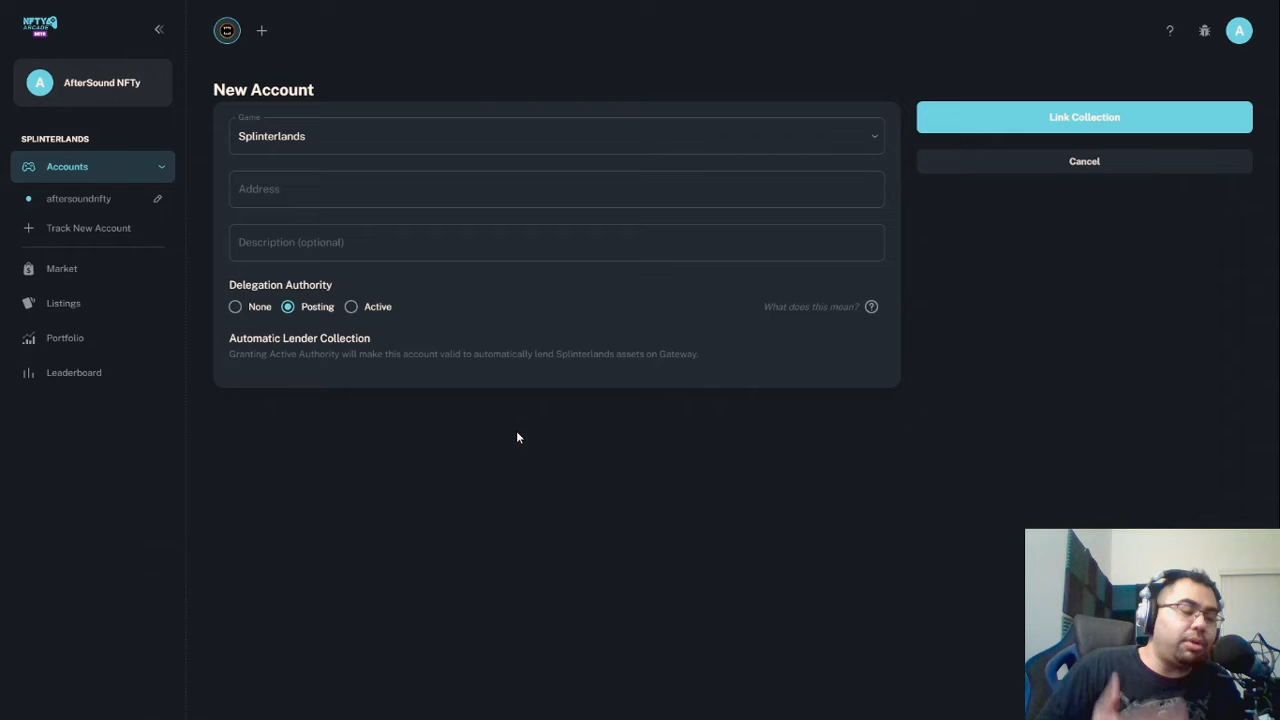 NFTY
ARCADE
BETA
A
AfterSound NFTy
SPLINTERLANDS
Accounts
aftersoundnfty
Track New Account
Market
Listings
Portfolio
Leaderboard
A
New Account
Game
Splinterlands
Address
Description (optional)
Delegation Authority
None
Posting
Active
What does this mean? ?
Automatic Lender Collection
Granting Active Authority will make this account valid to automatically lend Splinterlands assets on Gateway.
Link Collection
Cancel